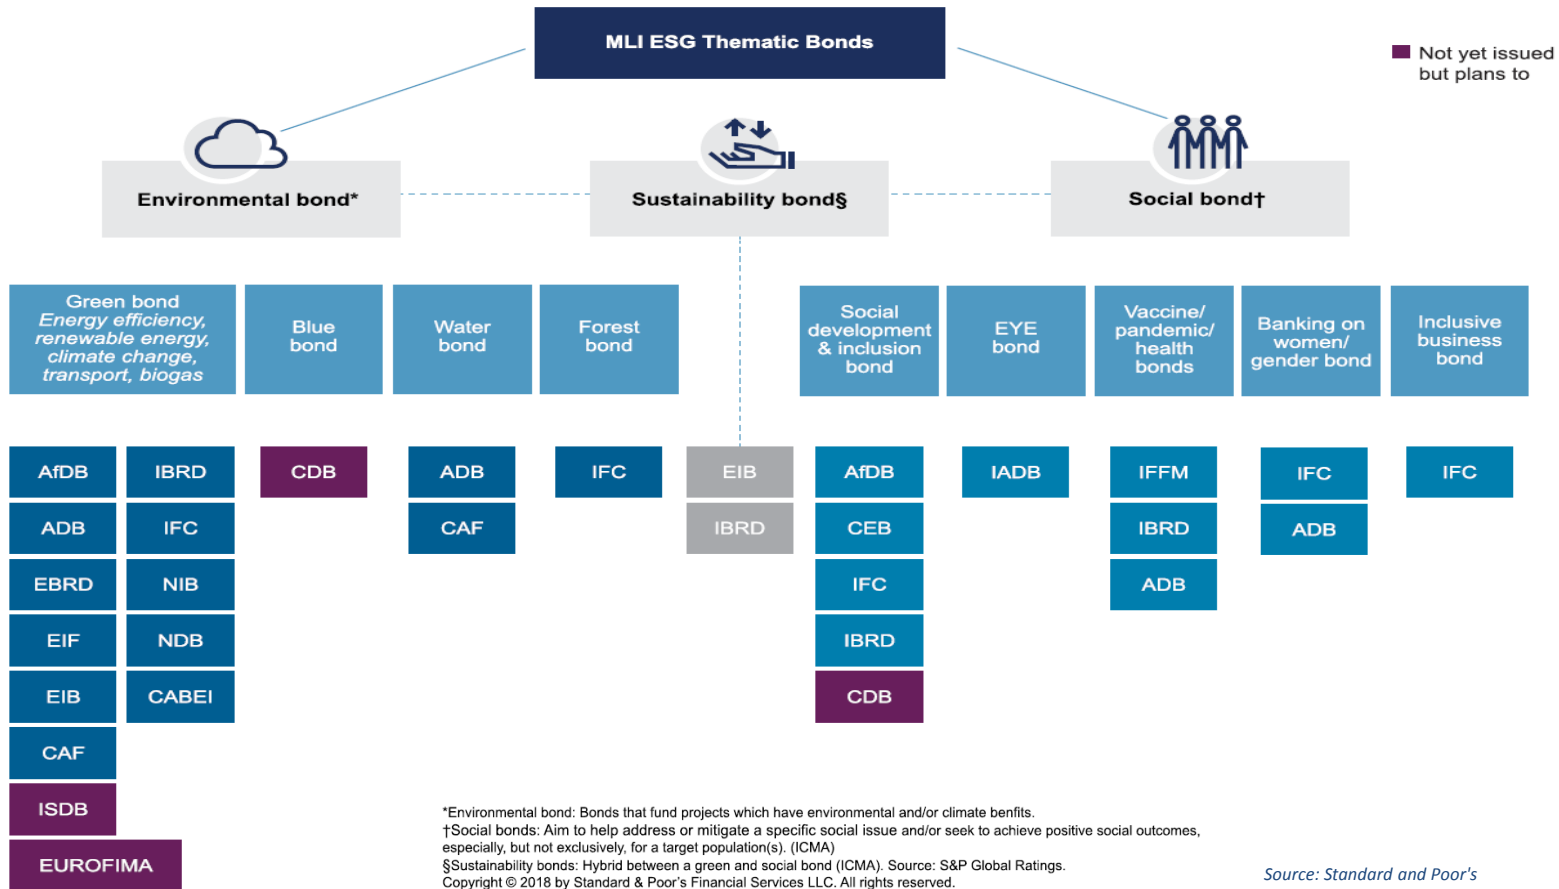 MLI ESG Thematic Bonds
Not yet issued
but plans to
Environmental bond*
Sustainability bond§
Social bond†
Green bond
Energy efficiency,
renewable energy,
climate change,
transport, biogas
Blue
bond
Water
bond
Forest
bond
Social
development
& inclusion
bond
EYE
bond
Vaccine/
pandemic/
health
bonds
Banking on
women/
gender bond
Inclusive
business
bond
AfDB
IBRD
CDB
ADB
IFC
EIB
AfDB
IADB
IFFM
IFC
IFC
ADB
IFC
CAF
IBRD
CEB
IBRD
ADB
EBRD
NIB
IFC
ADB
EIF
NDB
IBRD
EIB
CABEI
CDB
CAF
ISDB
EUROFIMA
*Environmental bond: Bonds that fund projects which have environmental and/or climate benfits.
†Social bonds: Aim to help address or mitigate a specific social issue and/or seek to achieve positive social outcomes,
especially, but not exclusively, for a target population(s). (ICMA)
§Sustainability bonds: Hybrid between a green and social bond (ICMA). Source: S&P Global Ratings.
Copyright © 2018 by Standard & Poor's Financial Services LLC. All rights reserved.
Source: Standard and Poor's